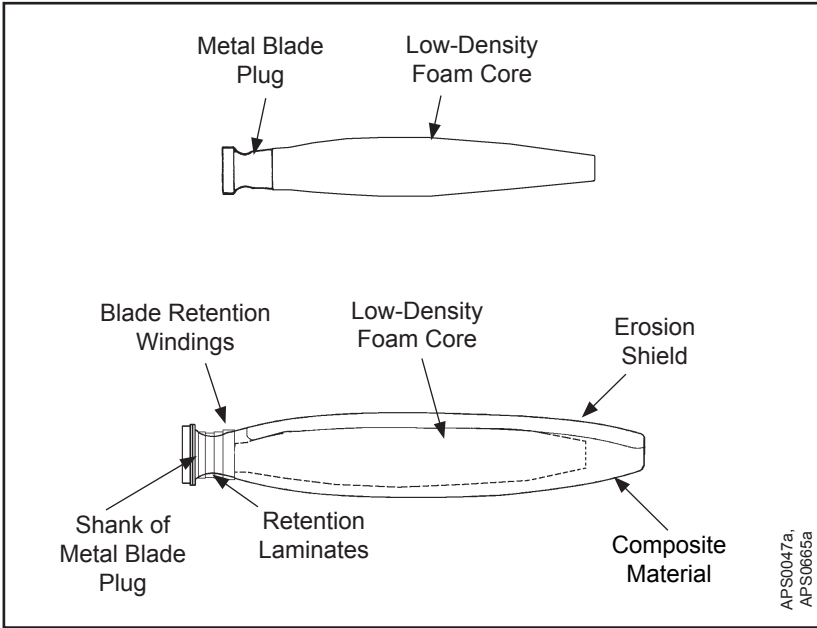 Metal Blade
Plug
Low-Density
Foam Core
Blade Retention
Windings
Low-Density
Foam Core
Erosion
Shield
Shank of
Metal Blade
Plug
Retention
Laminates
Composite
Material
APS0047a,
APS0665a